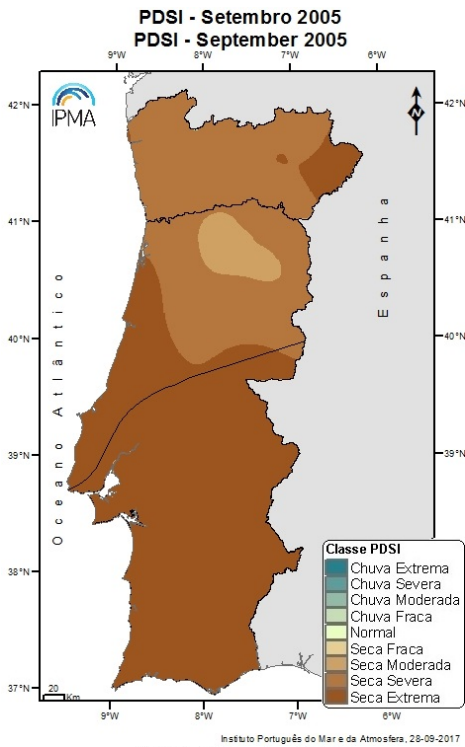 PDSI - Setembro 2005
PDSI - September 2005
9°W 8°W 7°W 6°W
IPMA
N
42°N 42°N
41°N 41°N
40°N 40°N
39°N 39°N
38°N 38°N
37°N 37°N
Oceano Atlântico
Espanha
Classe PDSI
Chuva Extrema
Chuva Severa
Chuva Moderada
Chuva Fraca
Normal
Seca Fraca
Seca Moderada
Seca Severa
Seca Extrema
20
Km
9°W 8°W 7°W 6°W
Instituto Português do Mar e da Atmosfera, 28-09-2017